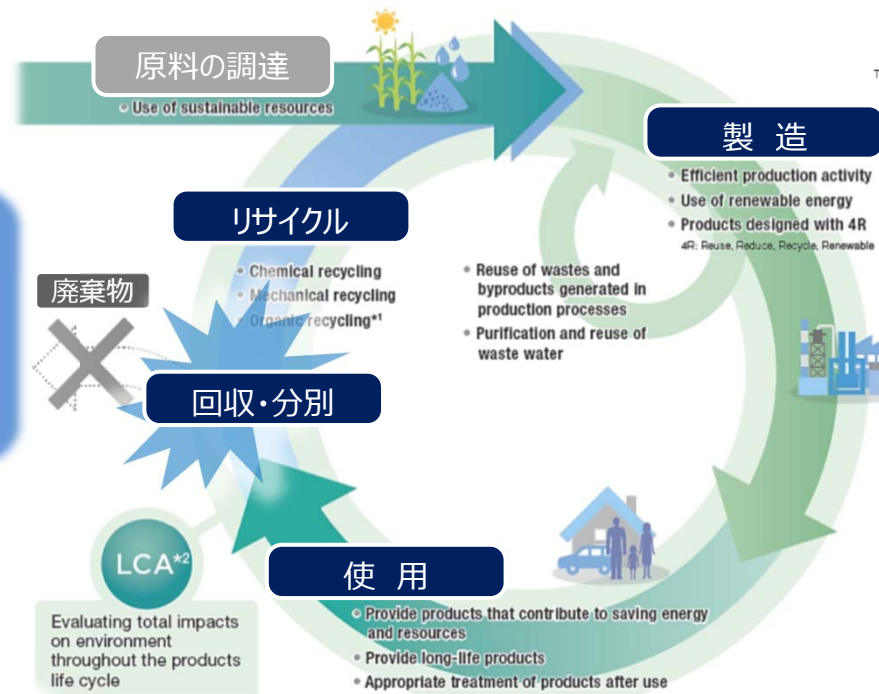 原料の調達
• Use of sustainable resources
T
製 造
• Efficient production activity
• Use of renewable energy
• Products designed with 4R
4R: Reuse, Reduce, Recycle, Renewable
リサイクル
• Chemical recycling
• Mechanical recycling
• Organic recycling*1
• Reuse of wastes and
byproducts generated in
production processes
• Purification and reuse of
waste water
廃棄物
回収・分別
LCA*2
Evaluating total impacts
on environment
throughout the products
life cycle
使 用
• Provide products that contribute to saving energy
and resources
• Provide long-life products
• Appropriate treatment of products after use